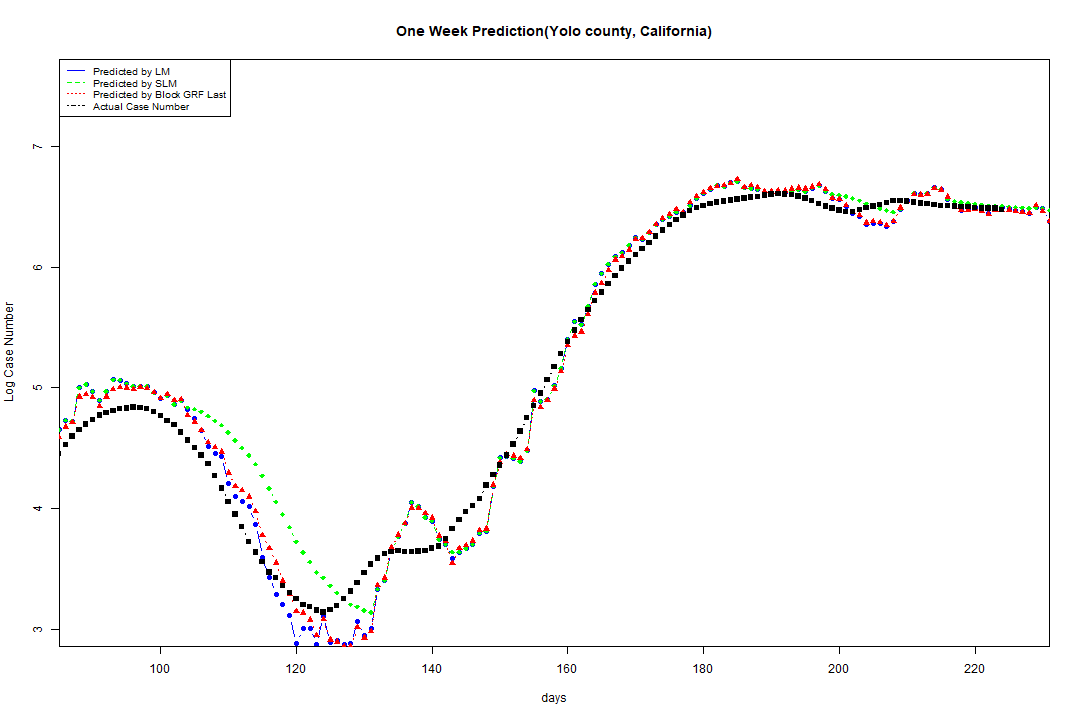 One Week Prediction(Yolo county, California)
Predicted by LM
Predicted by SLM
Predicted by Block GRF Last
Actual Case Number
7
6
5
4
3
Log Case Number
100 120 140 160 180 200 220
days